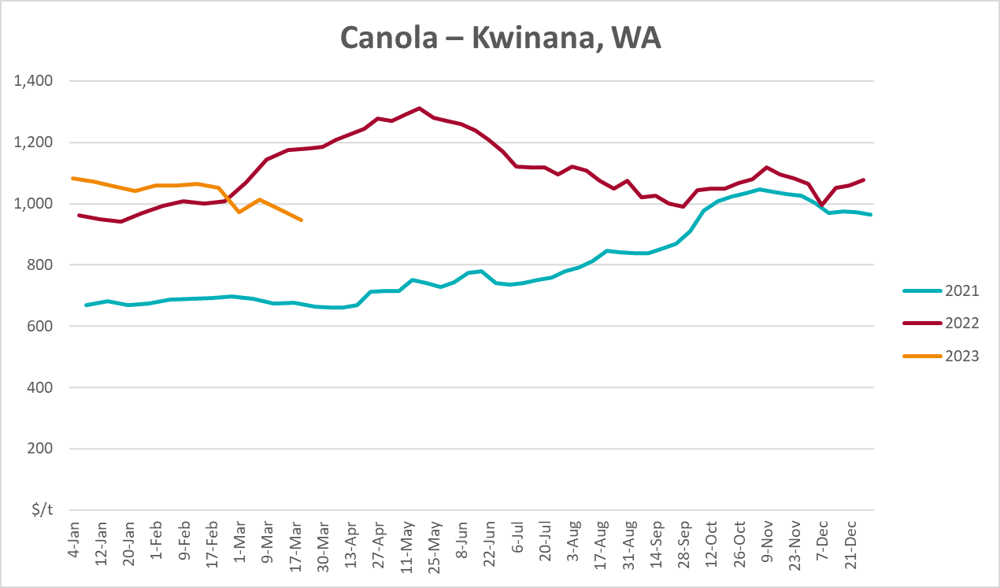 Canola – Kwinana, WA
1,400
1,200
1,000
800
600
400
200
$/t
4-Jan
12-Jan
20-Jan
1-Feb
9-Feb
17-Feb
1-Mar
9-Mar
17-Mar
30-Mar
13-Apr
27-Apr
11-May
25-May
8-Jun
22-Jun
6-Jul
20-Jul
3-Aug
17-Aug
31-Aug
14-Sep
28-Sep
12-Oct
26-Oct
9-Nov
23-Nov
7-Dec
21-Dec
2021
2022
2023